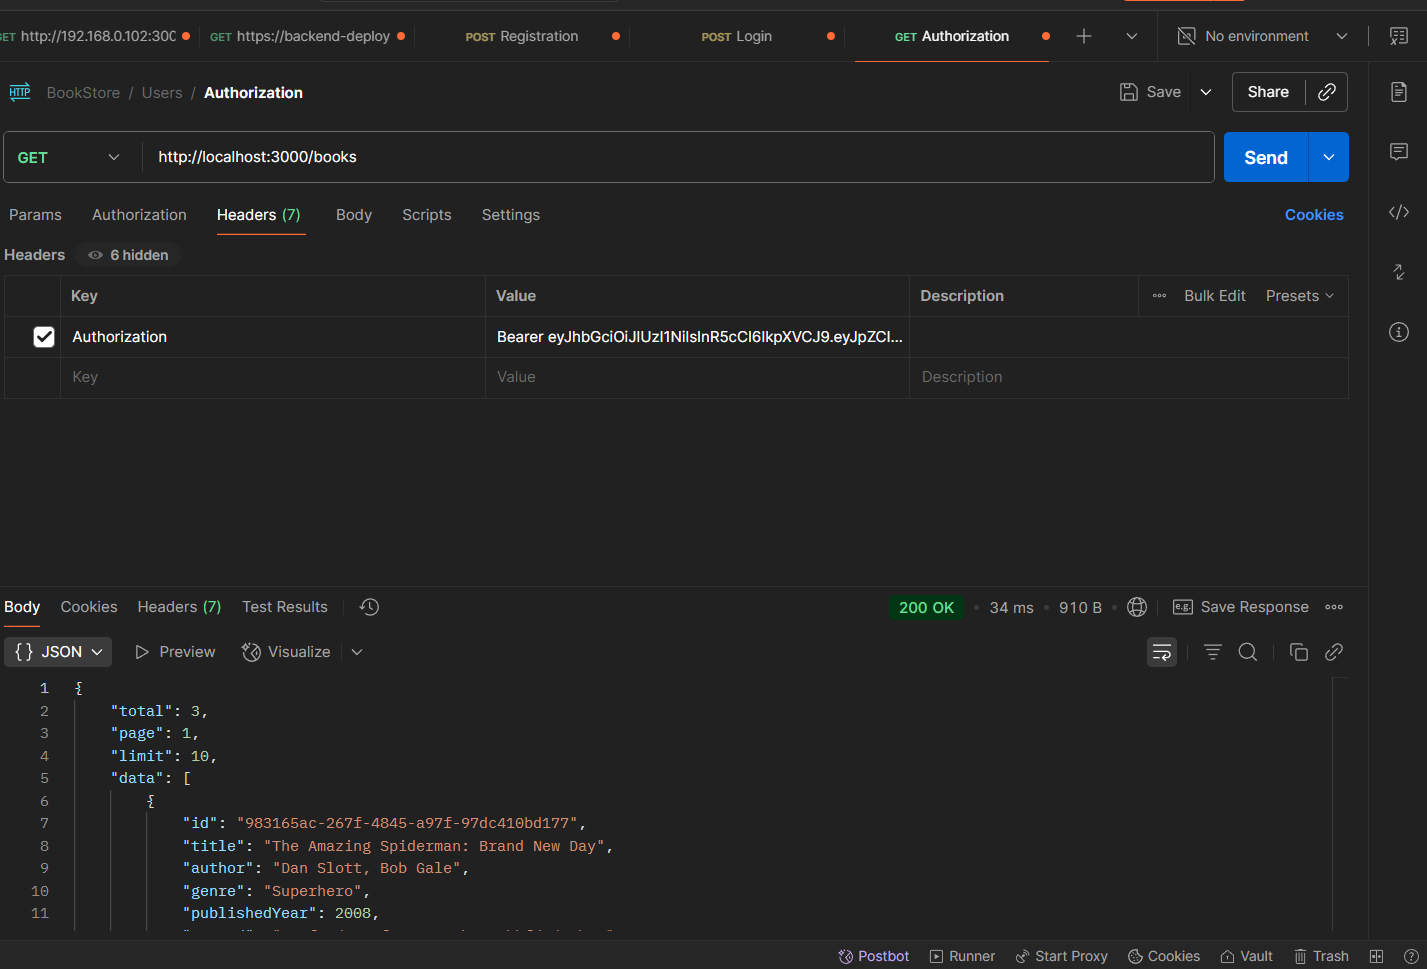 GET http://192.168.0.102:300
GET https://backend-deploy
POST Registration
POST Login
GET Authorization
No environment
HTTP BookStore / Users / Authorization
Save
Share
GET http://localhost:3000/books
Send
Params Authorization Headers (7) Body Scripts Settings
Cookies
Headers 6 hidden
Key Value Description Bulk Edit Presets
Authorization Bearer eyJhbGciOiJIUzI1NiIsInR5cCI6IkpXVCJ9.eyJpZCI...
Key Value Description
Body Cookies Headers (7) Test Results
200 OK 34 ms 910 B
e.g. Save Response
{} JSON Preview Visualize
1 {
2 "total": 3,
3 "page": 1,
4 "limit": 10,
5 "data": [
6 {
7 "id": "983165ac-267f-4845-a97f-97dc410bd177",
8 "title": "The Amazing Spiderman: Brand New Day",
9 "author": "Dan Slott, Bob Gale",
10 "genre": "Superhero",
11 "publishedYear": 2008,
Postbot Runner Start Proxy Cookies Vault Trash